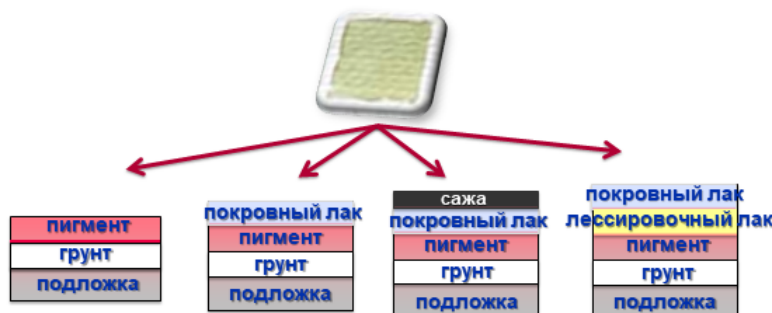 пигмент
грунт
подложка
покровный лак
пигмент
грунт
подложка
сажа
покровный лак
пигмент
грунт
подложка
покровный лак
лессировочный лак
пигмент
грунт
подложка